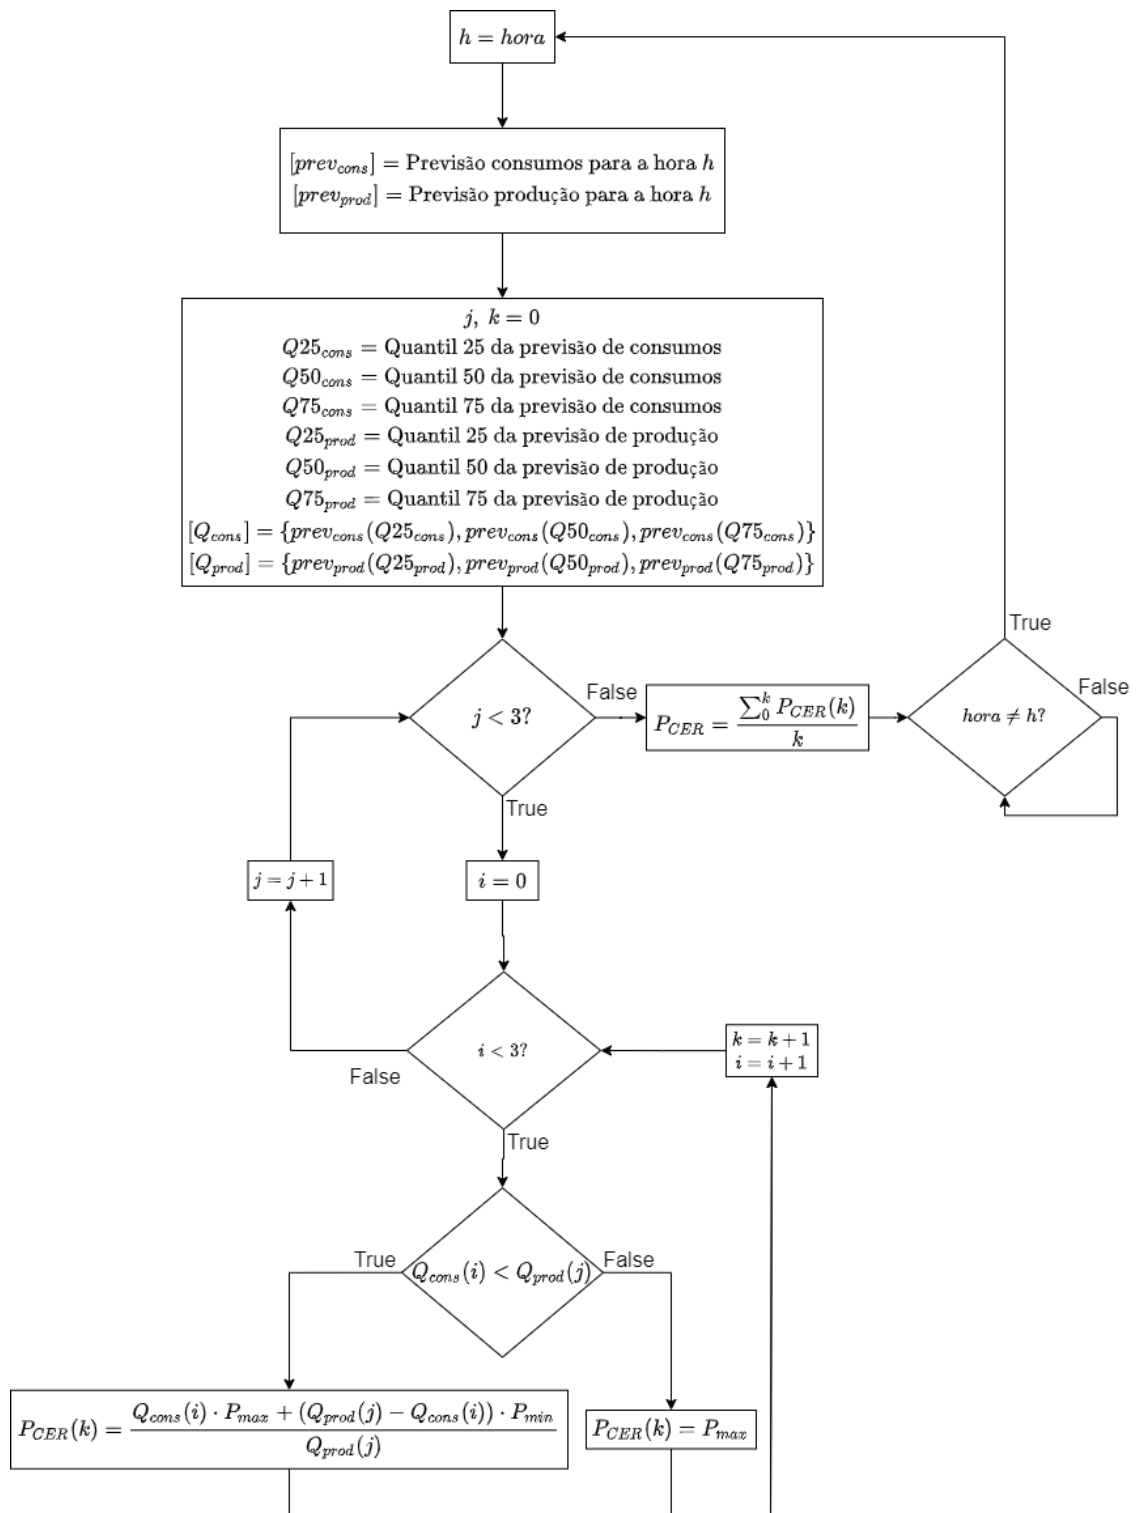 h = hora
[prev_cons] = Previsão consumos para a hora h
[prev_prod] = Previsão produção para a hora h
j, k = 0
Q25_cons = Quantil 25 da previsão de consumos
Q50_cons = Quantil 50 da previsão de consumos
Q75_cons = Quantil 75 da previsão de consumos
Q25_prod = Quantil 25 da previsão de produção
Q50_prod = Quantil 50 da previsão de produção
Q75_prod = Quantil 75 da previsão de produção
[Q_cons] = {prev_cons(Q25_cons), prev_cons(Q50_cons), prev_cons(Q75_cons)}
[Q_prod] = {prev_prod(Q25_prod), prev_prod(Q50_prod), prev_prod(Q75_prod)}
j < 3?
False
P_CER = ∑_0^k P_CER(k) / k
hora ≠ h?
True
False
True
j = j + 1
i = 0
i < 3?
False
k = k + 1
i = i + 1
True
Q_cons(i) < Q_prod(j)
True
False
P_CER(k) = (Q_cons(i) · P_max + (Q_prod(j) − Q_cons(i)) · P_min) / Q_prod(j)
P_CER(k) = P_max